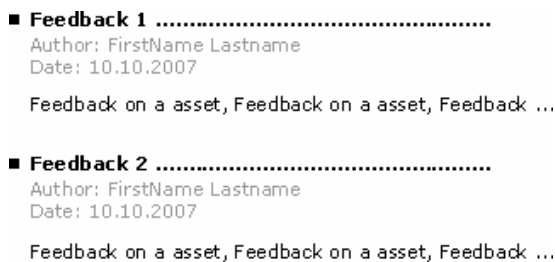 ■ Feedback 1 ..................................................
Author: FirstName Lastname
Date: 10.10.2007
Feedback on a asset, Feedback on a asset, Feedback ...
■ Feedback 2 ..................................................
Author: FirstName Lastname
Date: 10.10.2007
Feedback on a asset, Feedback on a asset, Feedback ...